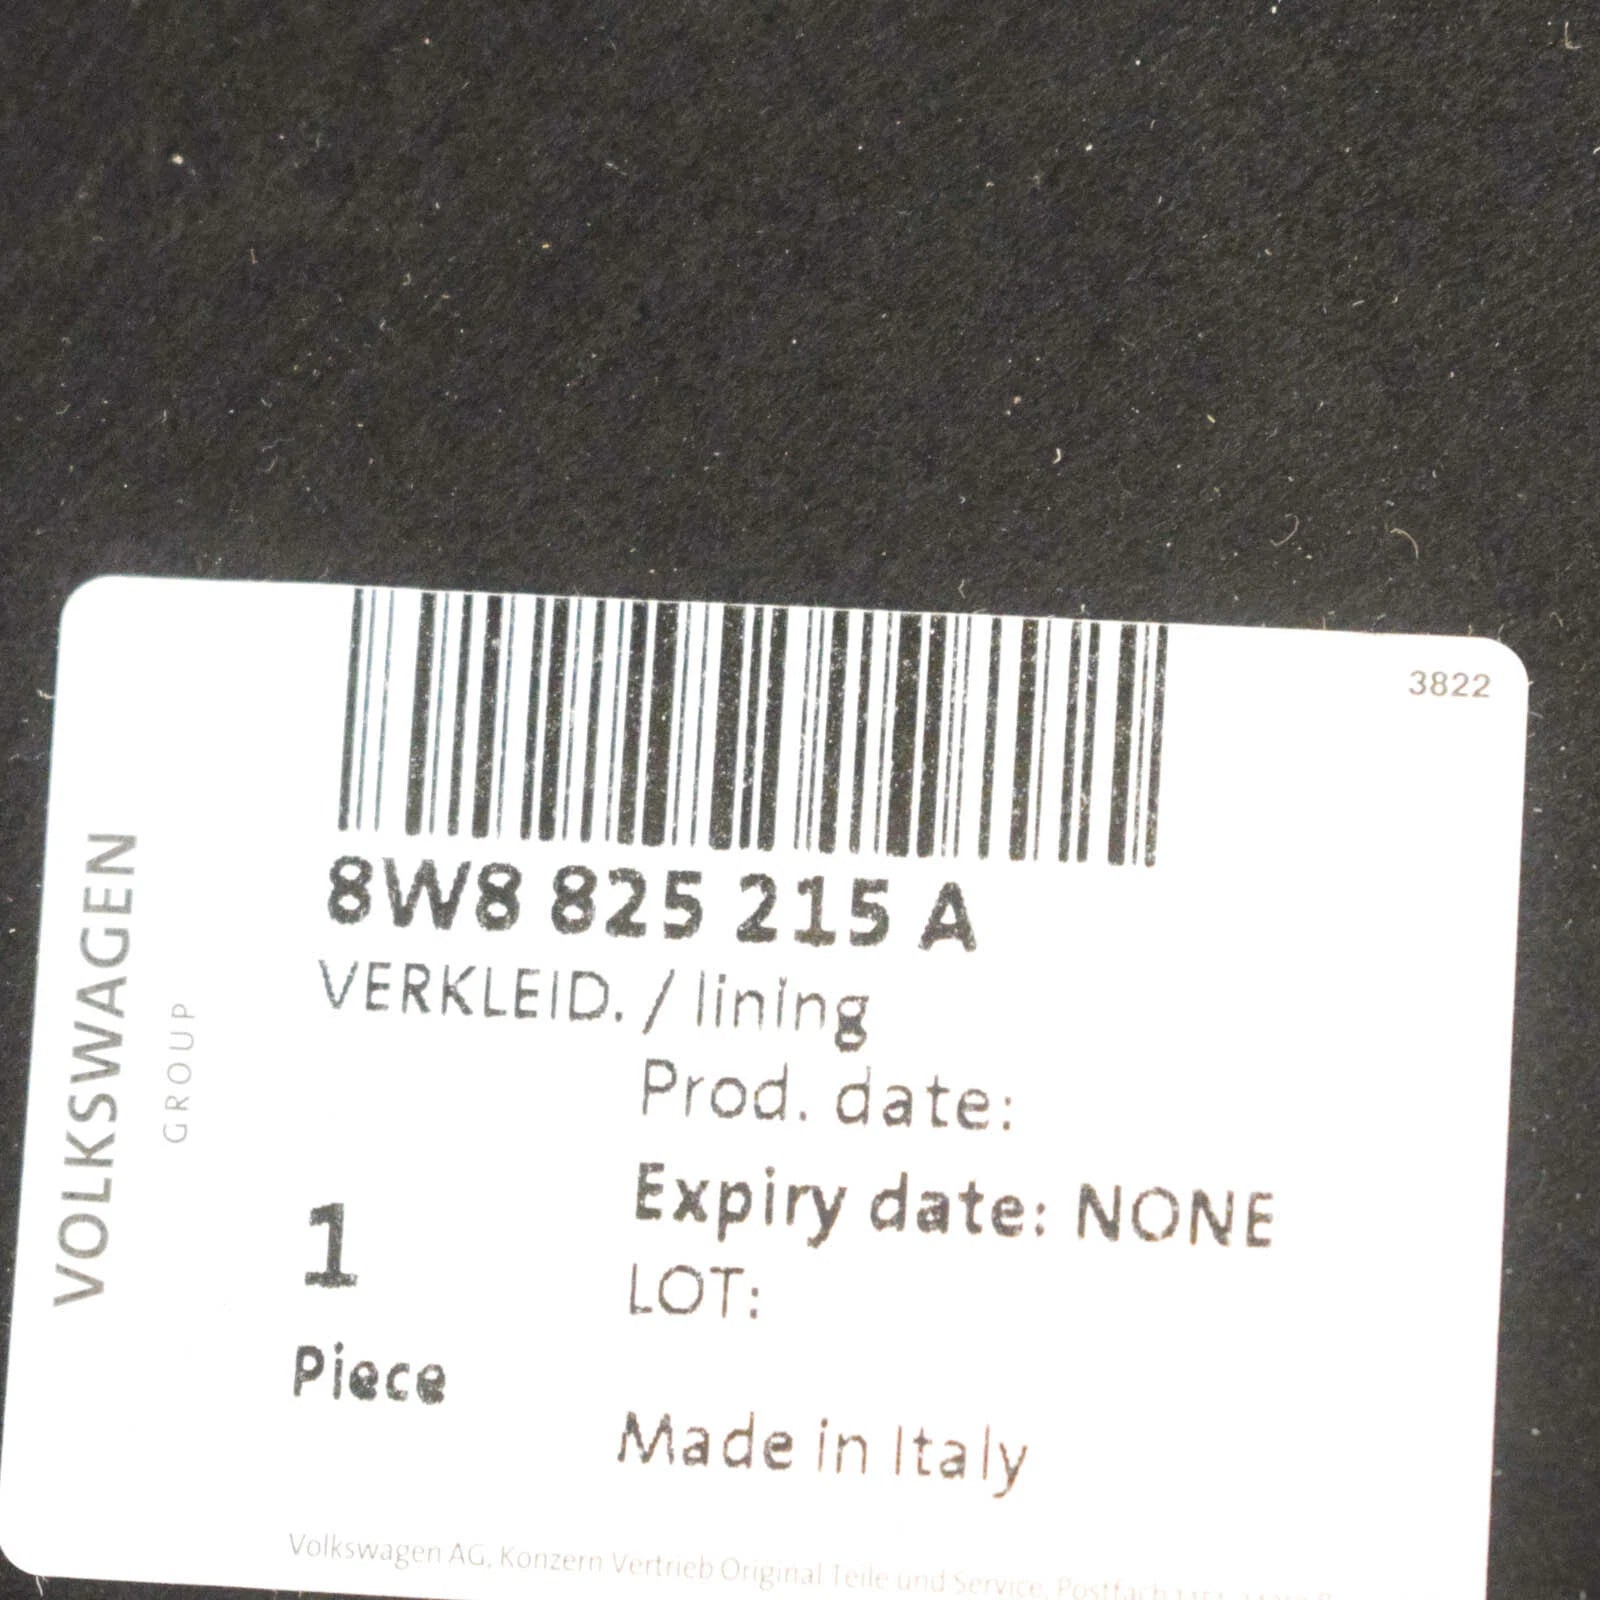 3822
8W8 825 215 A
VERKLEID. / lining
Prod. date:
Expiry date: NONE
LOT:
1
Piece
Made in Italy
VOLKSWAGEN
GROUP
Volkswagen AG, Konzern Vertrieb Original Teile und Service, Postfach